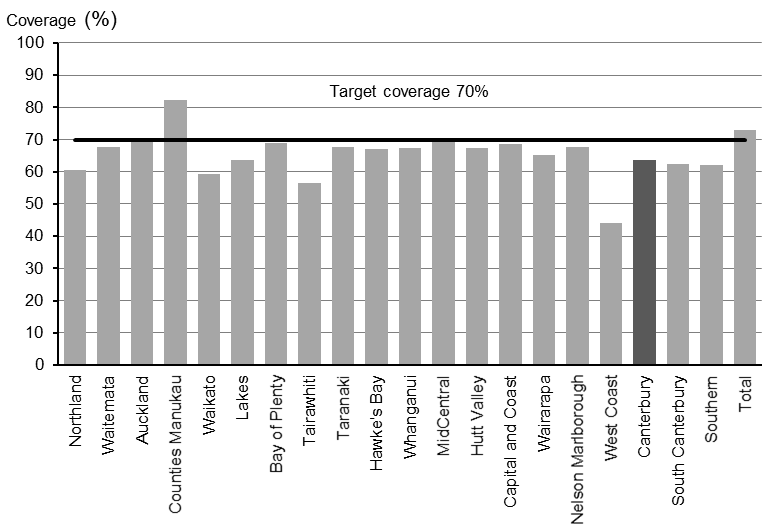 Coverage (%)
100
90
80
70
60
50
40
30
20
10
0
Target coverage 70%
Northland
Waitemata
Auckland
Counties Manukau
Waikato
Lakes
Bay of Plenty
Tairawhiti
Taranaki
Hawke's Bay
Whanganui
MidCentral
Hutt Valley
Capital and Coast
Wairarapa
Nelson Marlborough
West Coast
Canterbury
South Canterbury
Southern
Total